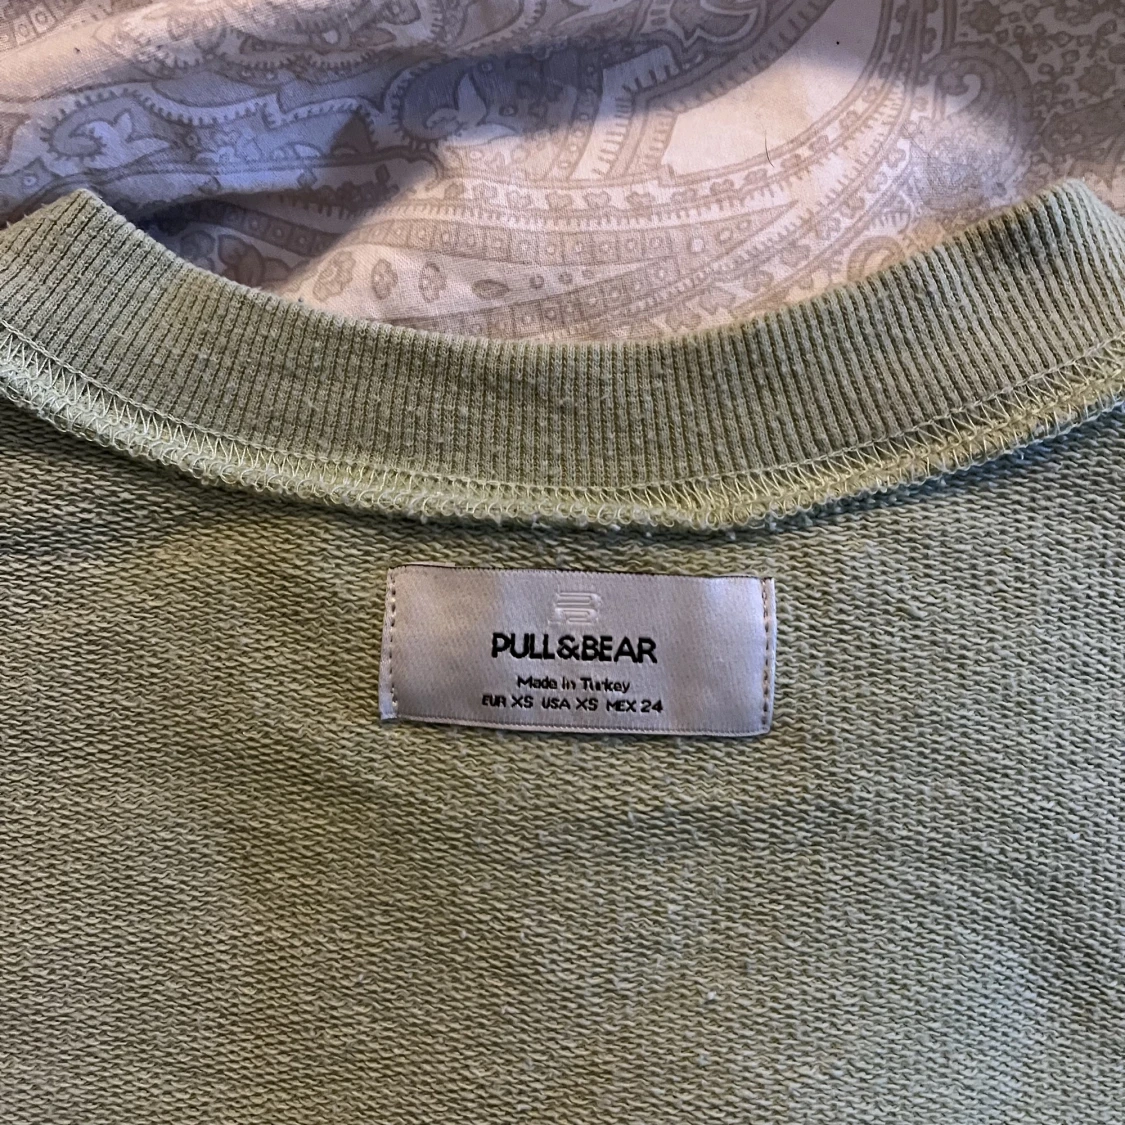 PULL&BEAR
Made in Turkey
EUR XS USA XS MEX 24